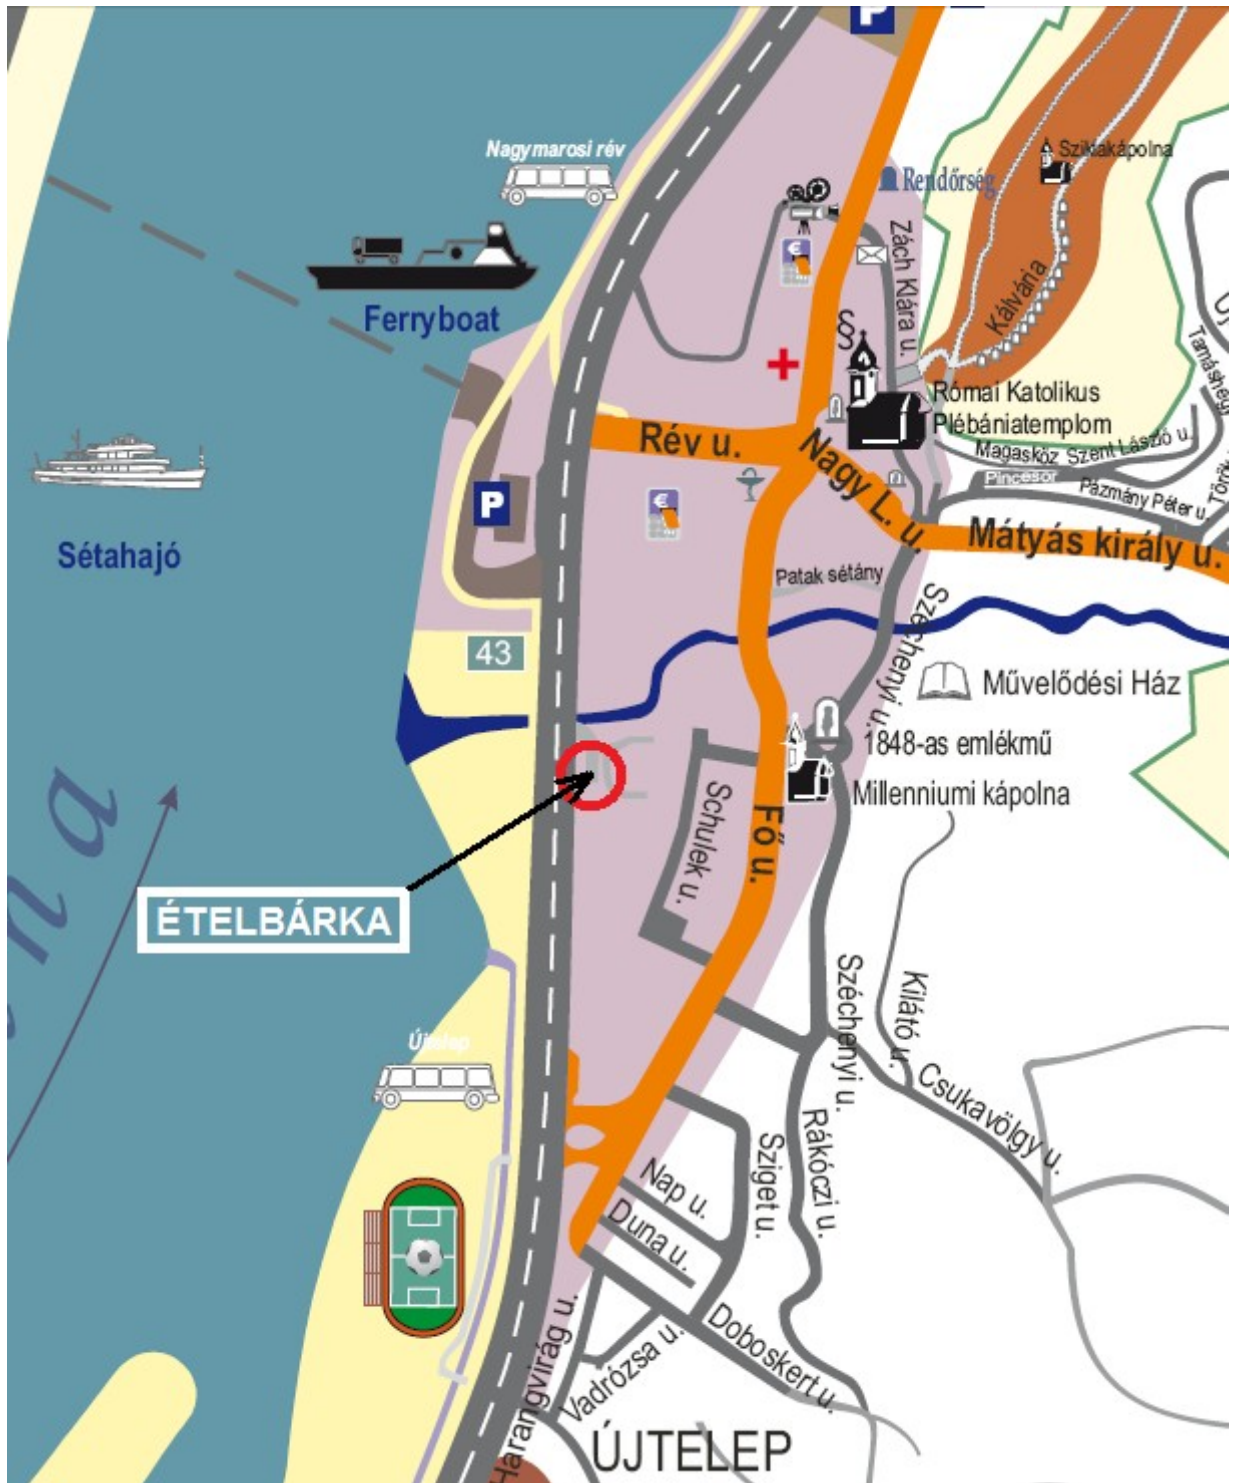 P
Nagymarosi rév
Sziklakápolna
Rendőrség
Zách Klára u.
Kálvária
Ferryboat
§
Római Katolikus
Plébániatemplom
Rév u.
Nagy L. u.
Magasköz
Szent László u.
Pincesor
Pázmány Péter u.
P
Mátyás király u.
Sétahajó
Patak sétány
43
Széchenyi u.
Művelődési Ház
1848-as emlékmű
Millenniumi kápolna
Schulek u.
Fő u.
ÉTELBÁRKA
Széchenyi u.
Kilátó u.
Újtelep
Csukavölgy u.
Rákóczi u.
Sziget u.
Nap u.
Duna u.
Doboskert u.
Vadrózsa u.
Harangvirág u.
ÚJTELEP